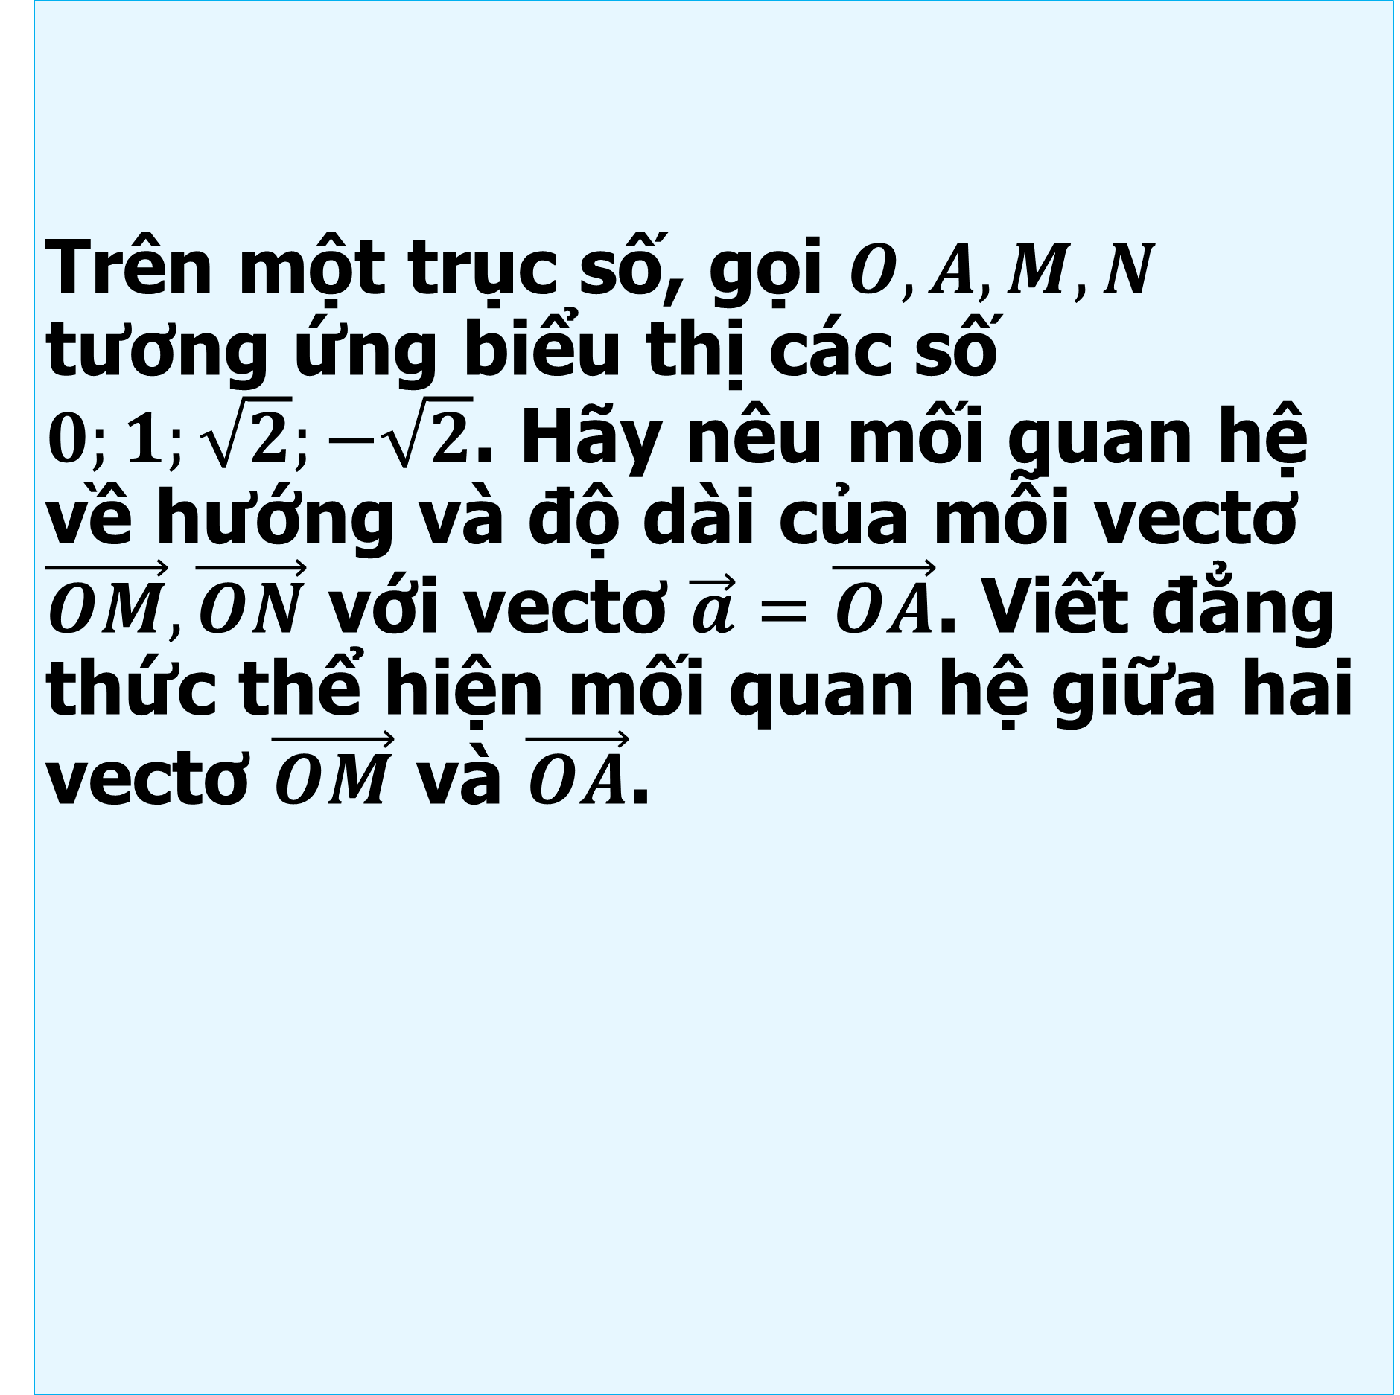 Trên một trục số, gọi O, A, M, N
tương ứng biểu thị các số
0; 1; √2; −√2. Hãy nêu mối quan hệ
về hướng và độ dài của mỗi vectơ
$\overrightarrow{OM}, \overrightarrow{ON}$ với vectơ $\vec{a} = \overrightarrow{OA}$. Viết đẳng
thức thể hiện mối quan hệ giữa hai
vectơ $\overrightarrow{OM}$ và $\overrightarrow{OA}$.